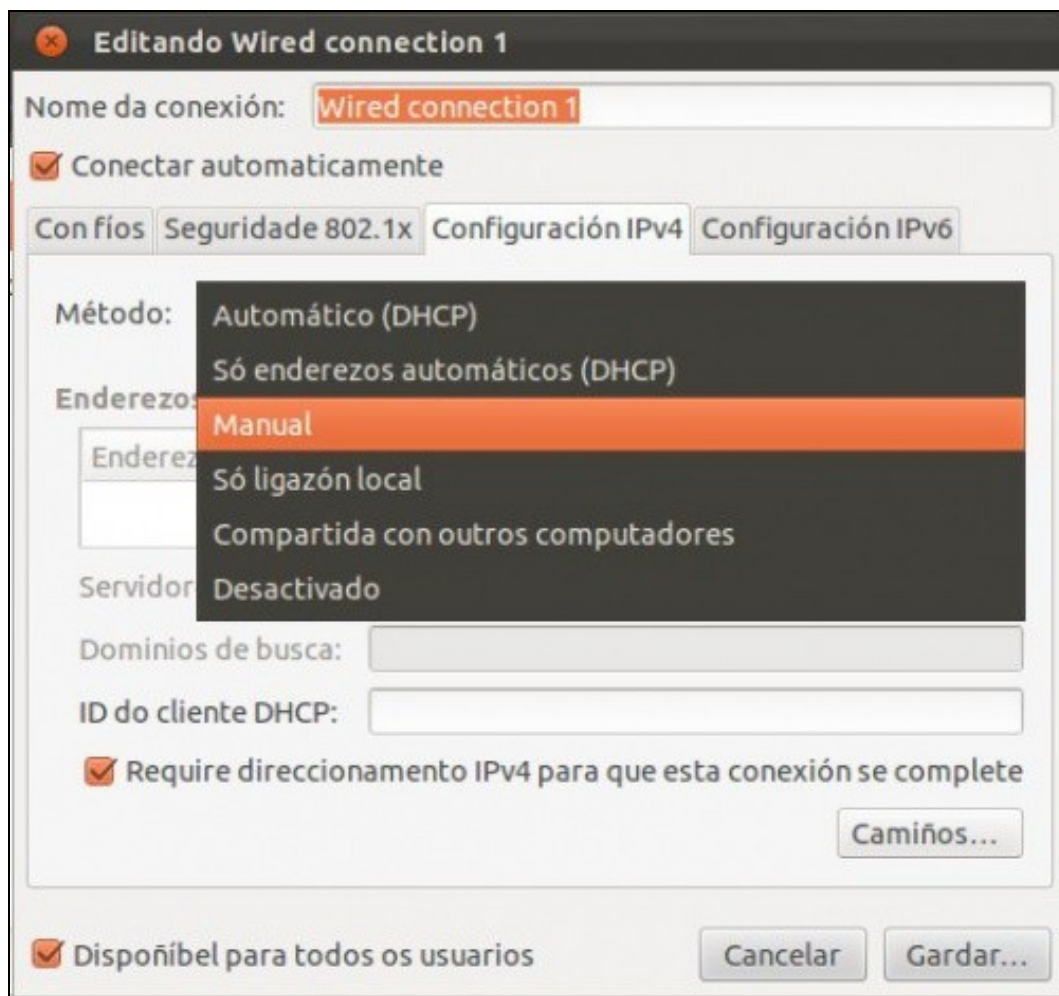 Editando Wired connection 1
Nome da conexión: Wired connection 1
Conectar automaticamente
Con fíos Seguridade 802.1x Configuración IPv4 Configuración IPv6
Método: Automático (DHCP)
Só enderezos automáticos (DHCP)
Enderezos
Manual
Enderez
Só ligazón local
Compartida con outros computadores
Servidor Desactivado
Dominios de busca:
ID do cliente DHCP:
Require direccionamento IPv4 para que esta conexión se complete
Camiños...
Dispoñíbel para todos os usuarios Cancelar Gardar...